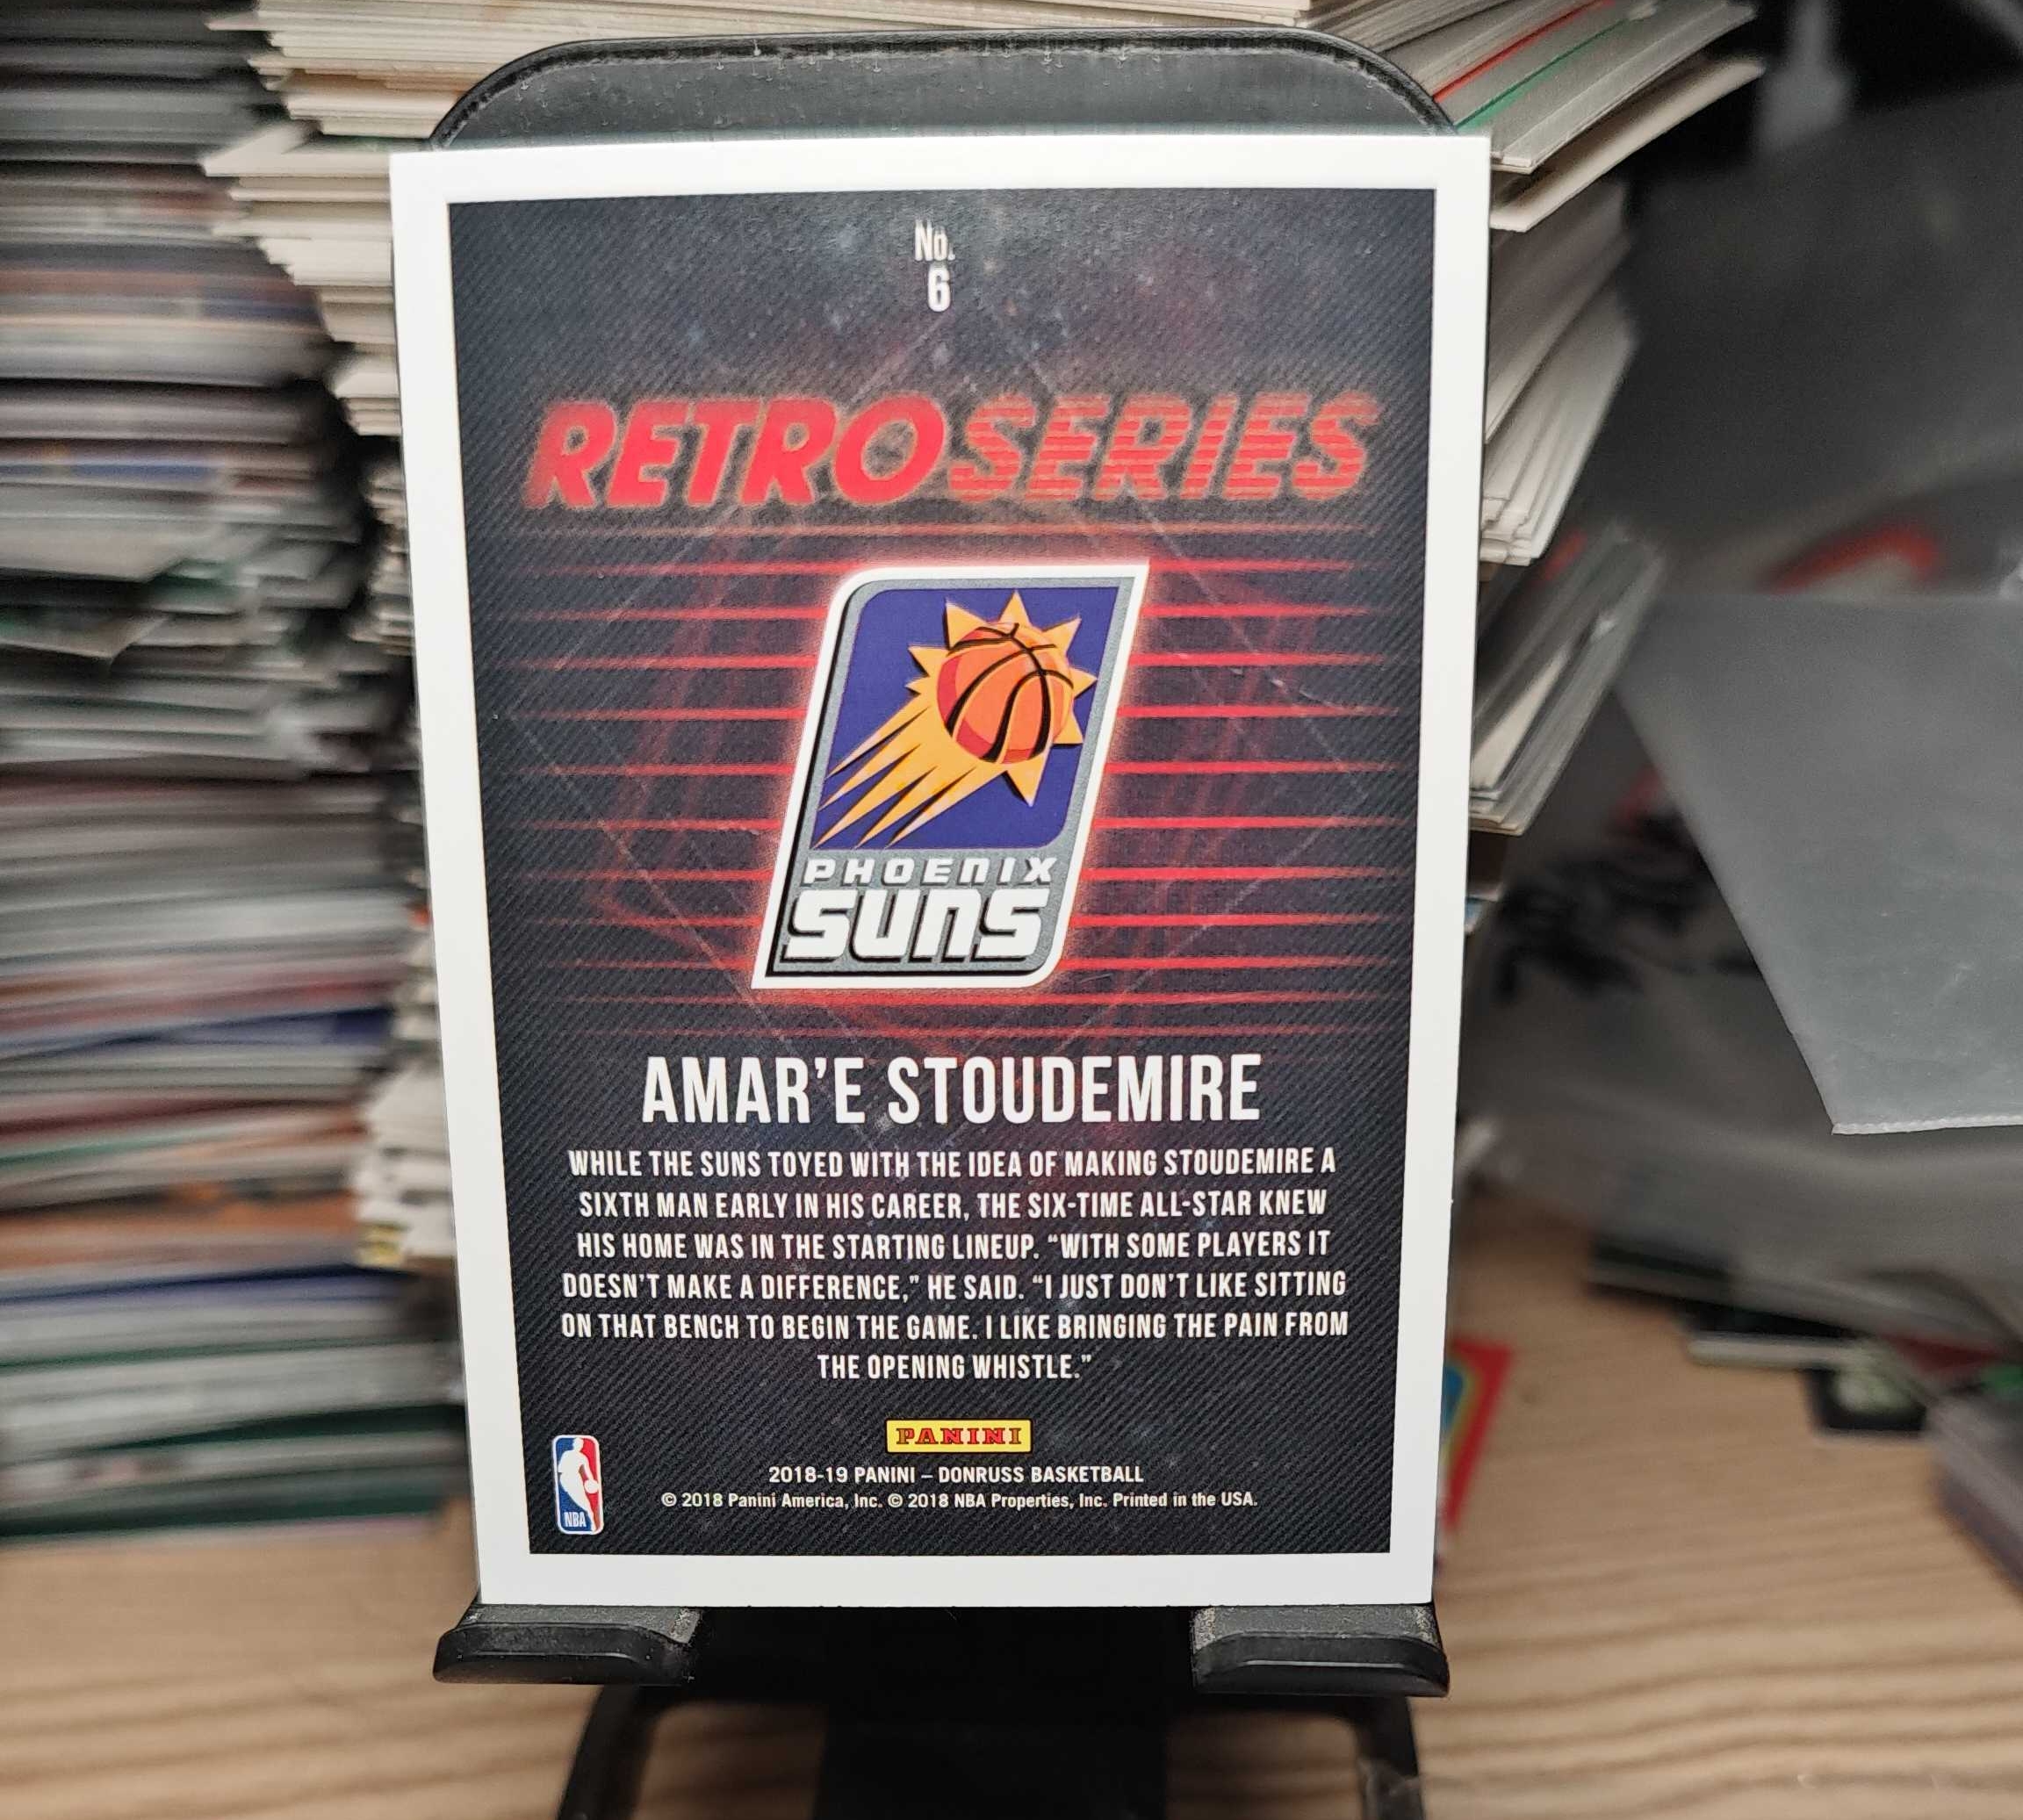 No.
6
RETRO SERIES
PHOENIX
SUNS
AMAR'E STOUDEMIRE
WHILE THE SUNS TOYED WITH THE IDEA OF MAKING STOUDEMIRE A
SIXTH MAN EARLY IN HIS CAREER, THE SIX-TIME ALL-STAR KNEW
HIS HOME WAS IN THE STARTING LINEUP. “WITH SOME PLAYERS IT
DOESN'T MAKE A DIFFERENCE,” HE SAID. “I JUST DON'T LIKE SITTING
ON THAT BENCH TO BEGIN THE GAME. I LIKE BRINGING THE PAIN FROM
THE OPENING WHISTLE.”
PANINI
2018-19 PANINI – DONRUSS BASKETBALL
© 2018 Panini America, Inc. © 2018 NBA Properties, Inc. Printed in the USA.
NBA